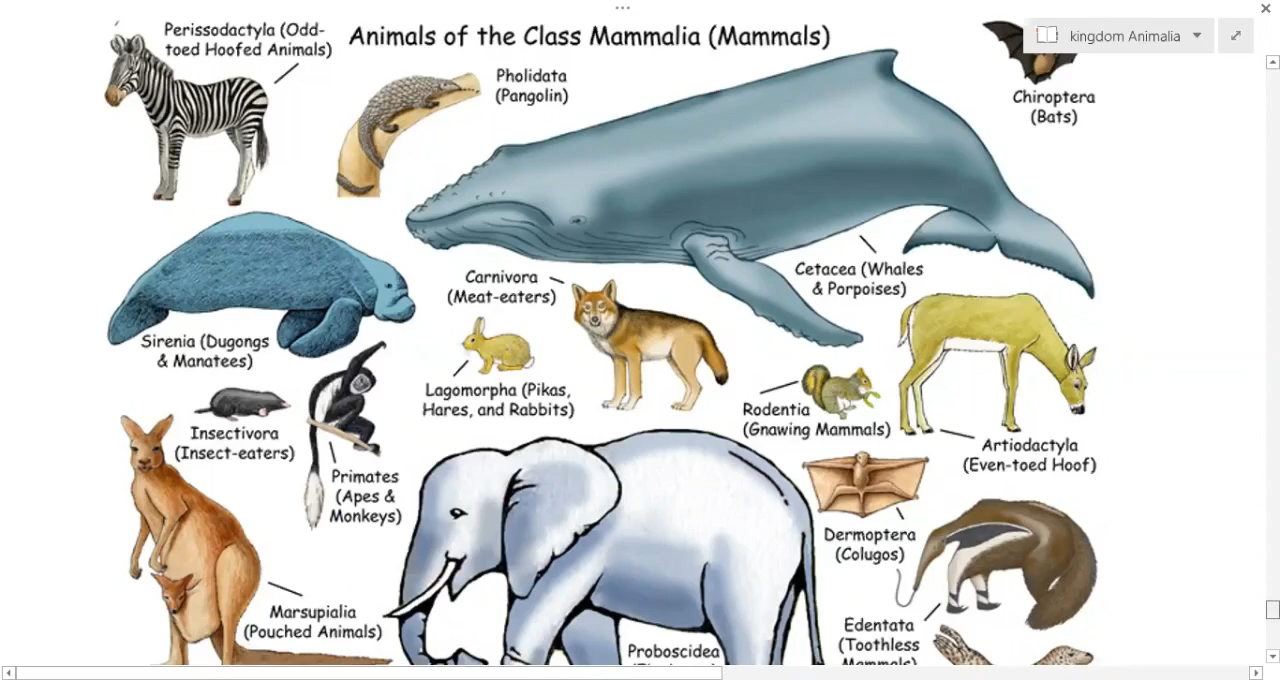 kingdom Animalia
Animals of the Class Mammalia (Mammals)
Perissodactyla (Odd-
toed Hoofed Animals)
Pholidata
(Pangolin)
Chiroptera
(Bats)
Cetacea (Whales
& Porpoises)
Carnivora
(Meat-eaters)
Sirenia (Dugongs
& Manatees)
Lagomorpha (Pikas,
Hares, and Rabbits)
Rodentia
(Gnawing Mammals)
Artiodactyla
(Even-toed Hoof)
Insectivora
(Insect-eaters)
Primates
(Apes &
Monkeys)
Dermoptera
(Colugos)
Marsupialia
(Pouched Animals)
Edentata
(Toothless
Mammals)
Proboscidea